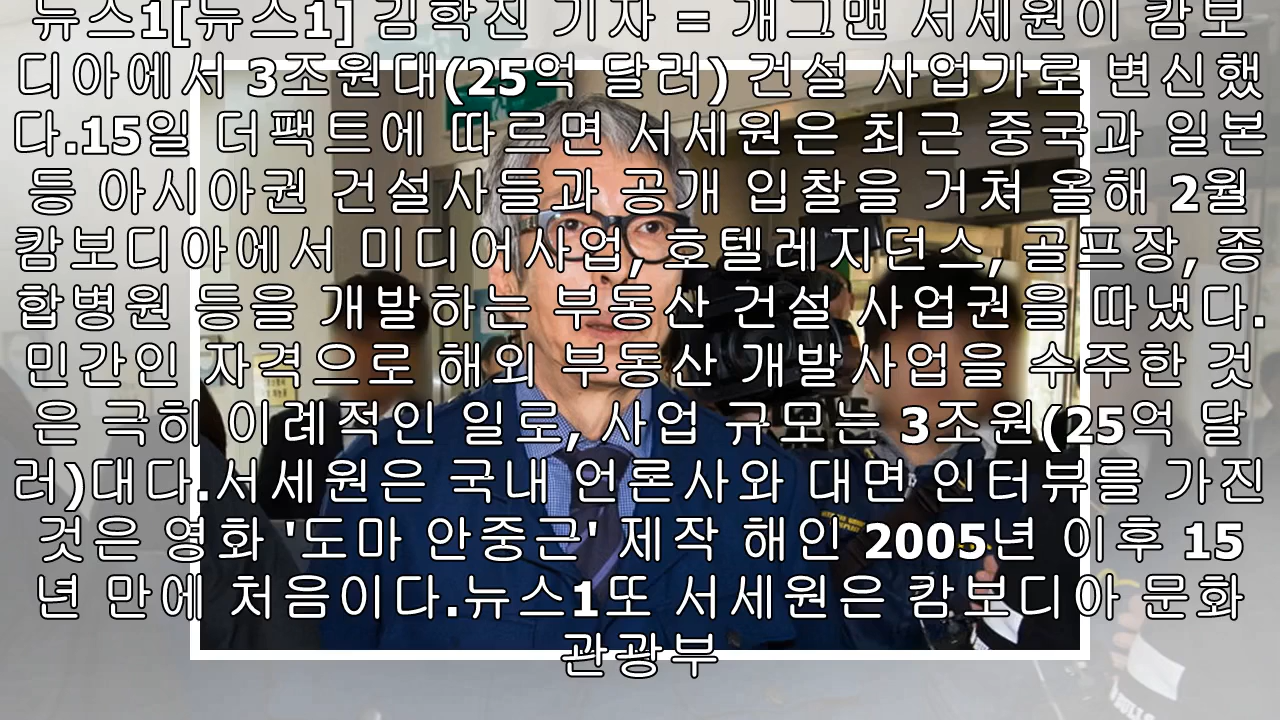 뉴스1[뉴스1] 김학진 기자 = 개그맨 서세원이 캄보
디아에서 3조원대(25억 달러) 건설 사업가로 변신했
다.15일 더팩트에 따르면 서세원은 최근 중국과 일본
등 아시아권 건설사들과 공개 입찰을 거쳐 올해 2월
캄보디아에서 미디어사업, 호텔레지던스, 골프장, 종
합병원 등을 개발하는 부동산 건설 사업권을 따냈다.
민간인 자격으로 해외 부동산 개발사업을 수주한 것
은 극히 이례적인 일로, 사업 규모는 3조원(25억 달
러)대다.서세원은 국내 언론사와 대면 인터뷰를 가진
것은 영화 '도마 안중근' 제작 해인 2005년 이후 15
년 만에 처음이다.뉴스1또 서세원은 캄보디아 문화
관광부